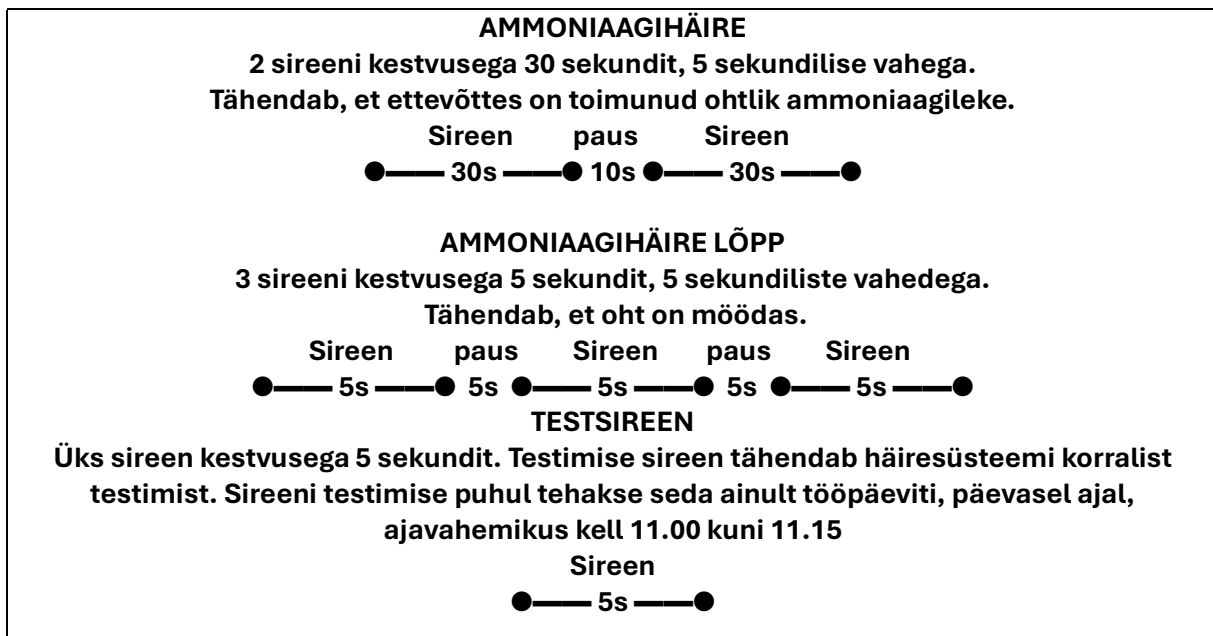 AMMONIAAGIHÄIRE
2 sireeni kestvusega 30 sekundit, 5 sekundilise vahega.
Tähendab, et ettevõttes on toimunud ohtlik ammoniaagileke.
Sireen paus Sireen
●—— 30s ——● 10s ●—— 30s ——●
AMMONIAAGIHÄIRE LÕPP
3 sireeni kestvusega 5 sekundit, 5 sekundiliste vahedega.
Tähendab, et oht on möödas.
Sireen paus Sireen paus Sireen
●—— 5s ——● 5s ●—— 5s ——● 5s ●—— 5s ——●
TESTSIREEN
Üks sireen kestvusega 5 sekundit. Testimise sireen tähendab häiresüsteemi korralist
testimist. Sireeni testimise puhul tehakse seda ainult tööpäeviti, päevasel ajal,
ajavahemikus kell 11.00 kuni 11.15
Sireen
●—— 5s ——●